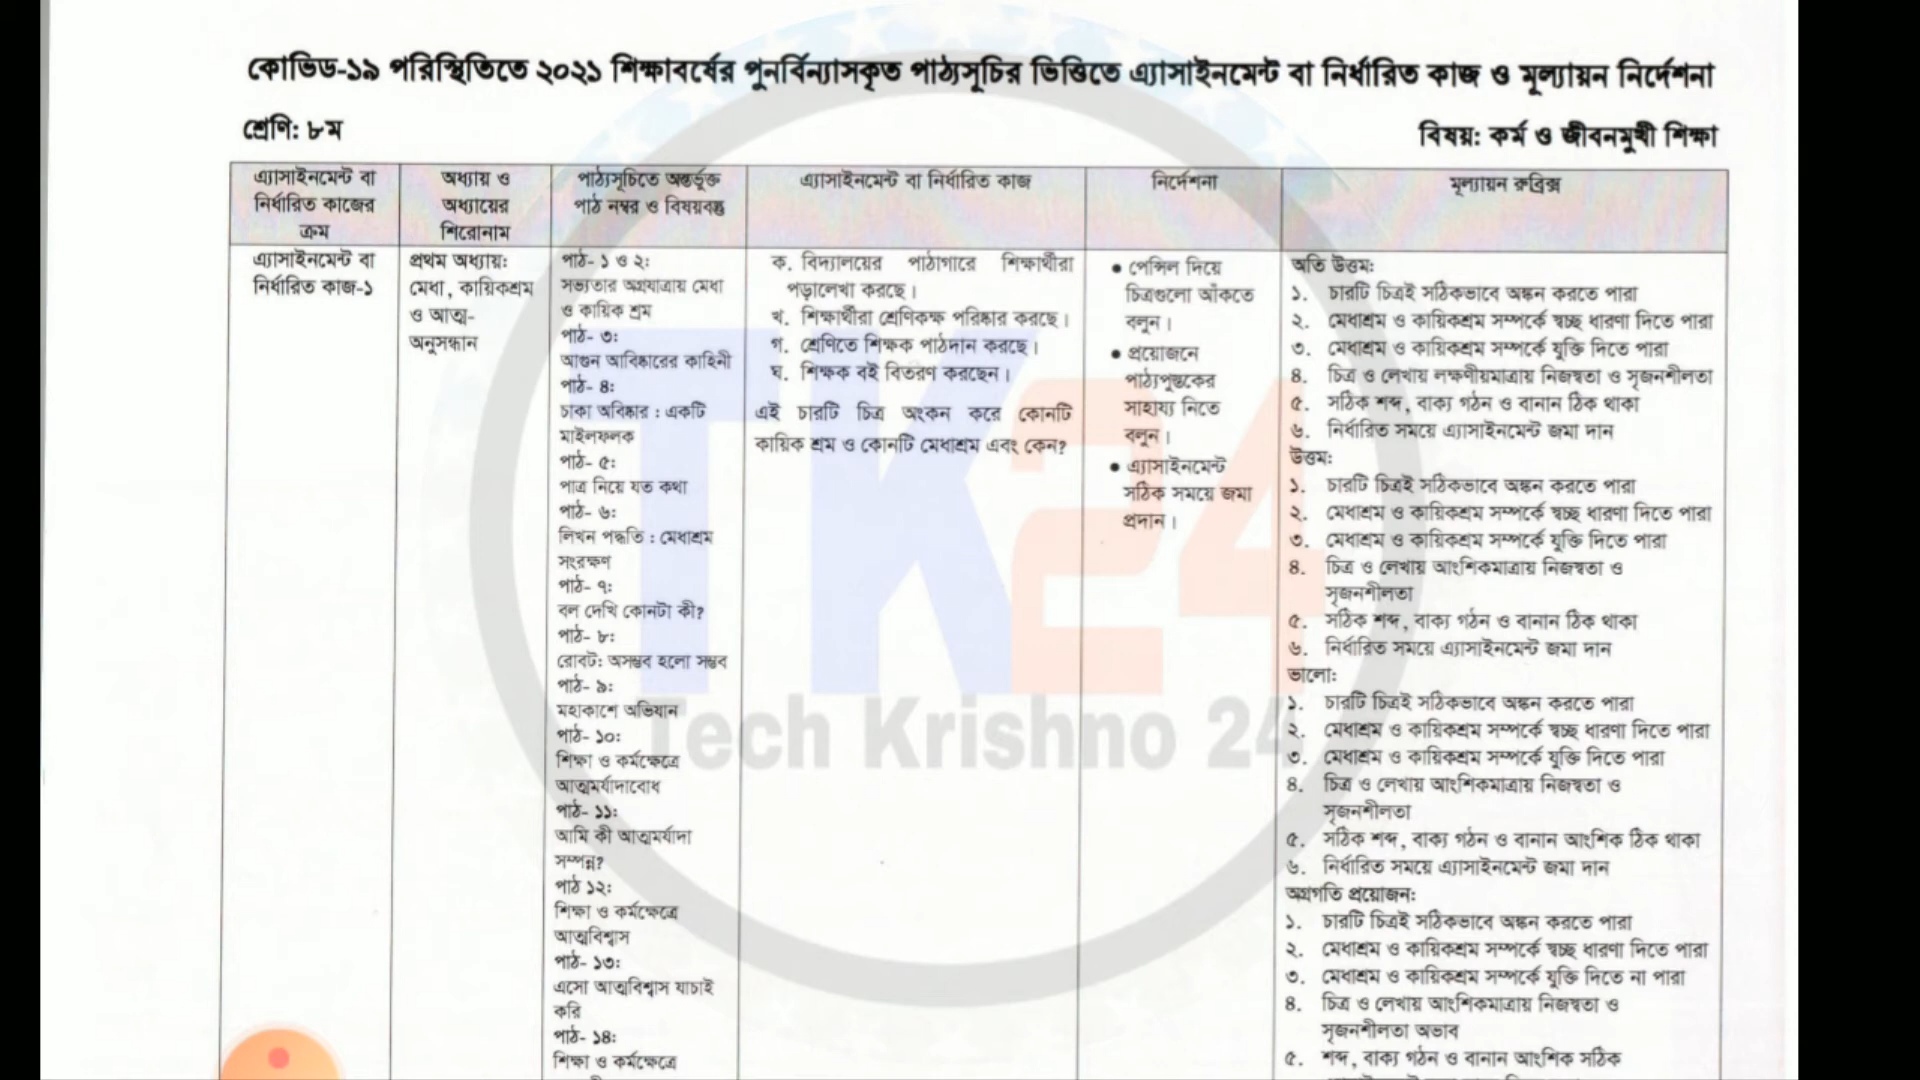 কোভিড-১৯ পরিস্থিতিতে ২০২১ শিক্ষাবর্ষের পুনর্বিন্যাসকৃত পাঠ্যসূচির ভিত্তিতে এ্যাসাইনমেন্ট বা নির্ধারিত কাজ ও মূল্যায়ন নির্দেশনা
শ্রেণি: ৮ম
বিষয়: কর্ম ও জীবনমুখী শিক্ষা
এ্যাসাইনমেন্ট বা
নির্ধারিত কাজের
ক্রম
অধ্যায় ও
অধ্যায়ের
শিরোনাম
পাঠ্যসূচিতে অন্তর্ভুক্ত
পাঠ নম্বর ও বিষয়বস্তু
এ্যাসাইনমেন্ট বা নির্ধারিত কাজ
নির্দেশনা
মূল্যায়ন রুব্রিক্স
এ্যাসাইনমেন্ট বা
নির্ধারিত কাজ-১
প্রথম অধ্যায়:
মেধা, কায়িকশ্রম
ও আত্ম-
অনুসন্ধান
পাঠ- ১ ও ২:
সভ্যতার অগ্রযাত্রায় মেধা
ও কায়িক শ্রম
পাঠ- ৩:
আগুন আবিষ্কারের কাহিনী
পাঠ- ৪:
চাকা অবিষ্কার : একটি
মাইলফলক
পাঠ- ৫:
পাত্র নিয়ে যত কথা
পাঠ- ৬:
লিখন পদ্ধতি : মেধাশ্রম
সংরক্ষণ
পাঠ- ৭:
বল দেখি কোনটা কী?
পাঠ- ৮:
রোবট: অসম্ভব হলো সম্ভব
পাঠ- ৯:
মহাকাশে অভিযান
পাঠ- ১০:
শিক্ষা ও কর্মক্ষেত্রে
আত্মমর্যাদাবোধ
পাঠ- ১১:
আমি কী আত্মমর্যাদা
সম্পন্ন?
পাঠ ১২:
শিক্ষা ও কর্মক্ষেত্রে
আত্মবিশ্বাস
পাঠ- ১৩:
এসো আত্মবিশ্বাস যাচাই
করি
পাঠ- ১৪:
শিক্ষা ও কর্মক্ষেত্রে
ক. বিদ্যালয়ের পাঠাগারে শিক্ষার্থীরা
পড়ালেখা করছে।
খ. শিক্ষার্থীরা শ্রেণিকক্ষ পরিষ্কার করছে।
গ. শ্রেণিতে শিক্ষক পাঠদান করছে।
ঘ. শিক্ষক বই বিতরণ করছেন।
এই চারটি চিত্র অংকন করে কোনটি
কায়িক শ্রম ও কোনটি মেধাশ্রম এবং কেন?
• পেন্সিল দিয়ে
চিত্রগুলো আঁকতে
বলুন।
• প্রয়োজনে
পাঠ্যপুস্তকের
সাহায্য নিতে
বলুন।
• এ্যাসাইনমেন্ট
সঠিক সময়ে জমা
প্রদান।
অতি উত্তম:
১. চারটি চিত্রই সঠিকভাবে অঙ্কন করতে পারা
২. মেধাশ্রম ও কায়িকশ্রম সম্পর্কে স্বচ্ছ ধারণা দিতে পারা
৩. মেধাশ্রম ও কায়িকশ্রম সম্পর্কে যুক্তি দিতে পারা
৪. চিত্র ও লেখায় লক্ষণীয়মাত্রায় নিজস্বতা ও সৃজনশীলতা
৫. সঠিক শব্দ, বাক্য গঠন ও বানান ঠিক থাকা
৬. নির্ধারিত সময়ে এ্যাসাইনমেন্ট জমা দান
উত্তম:
১. চারটি চিত্রই সঠিকভাবে অঙ্কন করতে পারা
২. মেধাশ্রম ও কায়িকশ্রম সম্পর্কে স্বচ্ছ ধারণা দিতে পারা
৩. মেধাশ্রম ও কায়িকশ্রম সম্পর্কে যুক্তি দিতে পারা
৪. চিত্র ও লেখায় আংশিকমাত্রায় নিজস্বতা ও
সৃজনশীলতা
৫. সঠিক শব্দ, বাক্য গঠন ও বানান ঠিক থাকা
৬. নির্ধারিত সময়ে এ্যাসাইনমেন্ট জমা দান
ভালো:
১. চারটি চিত্রই সঠিকভাবে অঙ্কন করতে পারা
২. মেধাশ্রম ও কায়িকশ্রম সম্পর্কে স্বচ্ছ ধারণা দিতে পারা
৩. মেধাশ্রম ও কায়িকশ্রম সম্পর্কে যুক্তি দিতে পারা
৪. চিত্র ও লেখায় আংশিকমাত্রায় নিজস্বতা ও
সৃজনশীলতা
৫. সঠিক শব্দ, বাক্য গঠন ও বানান আংশিক ঠিক থাকা
৬. নির্ধারিত সময়ে এ্যাসাইনমেন্ট জমা দান
অগ্রগতি প্রয়োজন:
১. চারটি চিত্রই সঠিকভাবে অঙ্কন করতে পারা
২. মেধাশ্রম ও কায়িকশ্রম সম্পর্কে স্বচ্ছ ধারণা দিতে পারা
৩. মেধাশ্রম ও কায়িকশ্রম সম্পর্কে যুক্তি দিতে না পারা
৪. চিত্র ও লেখায় আংশিকমাত্রায় নিজস্বতা ও
সৃজনশীলতা অভাব
৫. শব্দ, বাক্য গঠন ও বানান আংশিক সঠিক
TK24
Tech Krishno 24